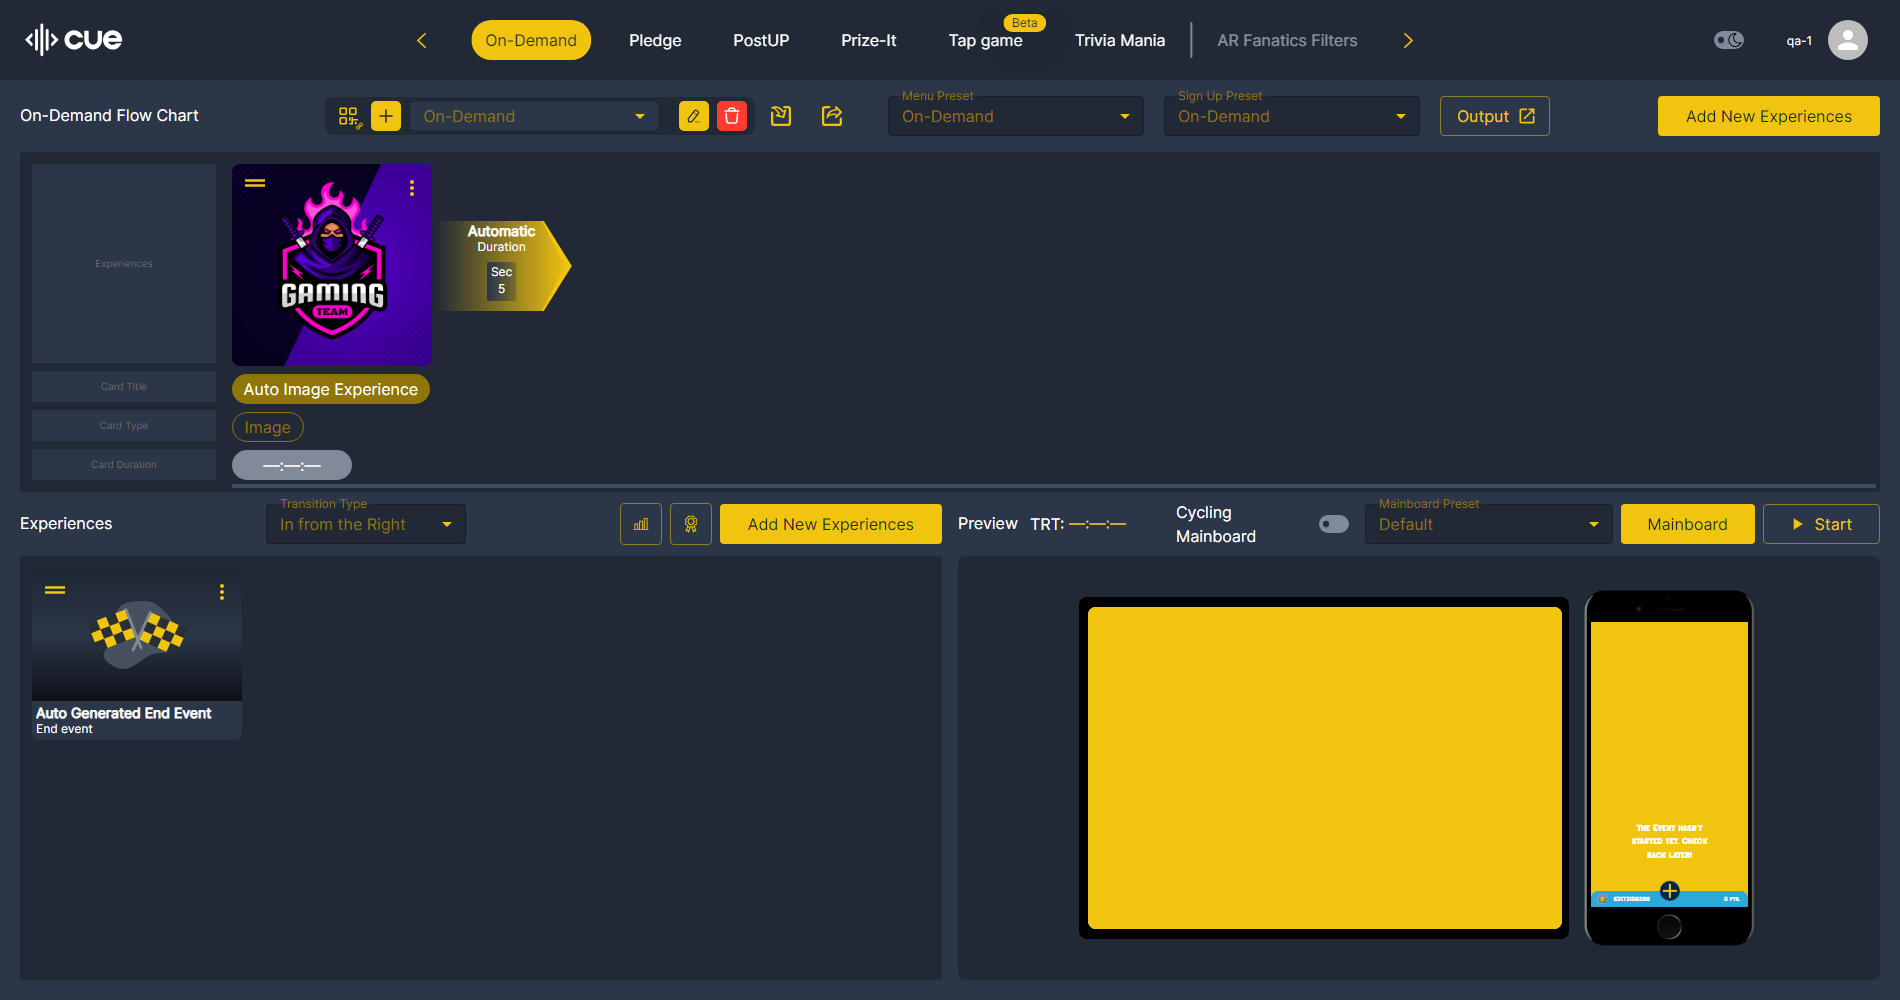 cue
On-Demand
Pledge
PostUP
Prize-It
Tap game
Beta
Trivia Mania
AR Fanatics Filters
qa-1
On-Demand Flow Chart
On-Demand
Menu Preset
On-Demand
Sign Up Preset
On-Demand
Output
Add New Experiences
Experiences
GAMING
TEAM
Automatic
Duration
Sec
5
Card Title
Auto Image Experience
Card Type
Image
Card Duration
—:—:—
Experiences
Transition Type
In from the Right
Add New Experiences
Preview
TRT: —:—:—
Cycling
Mainboard
Mainboard Preset
Default
Mainboard
Start
Auto Generated End Event
End event
The Event hasn't
started yet. Check
back later!
0 PTS.